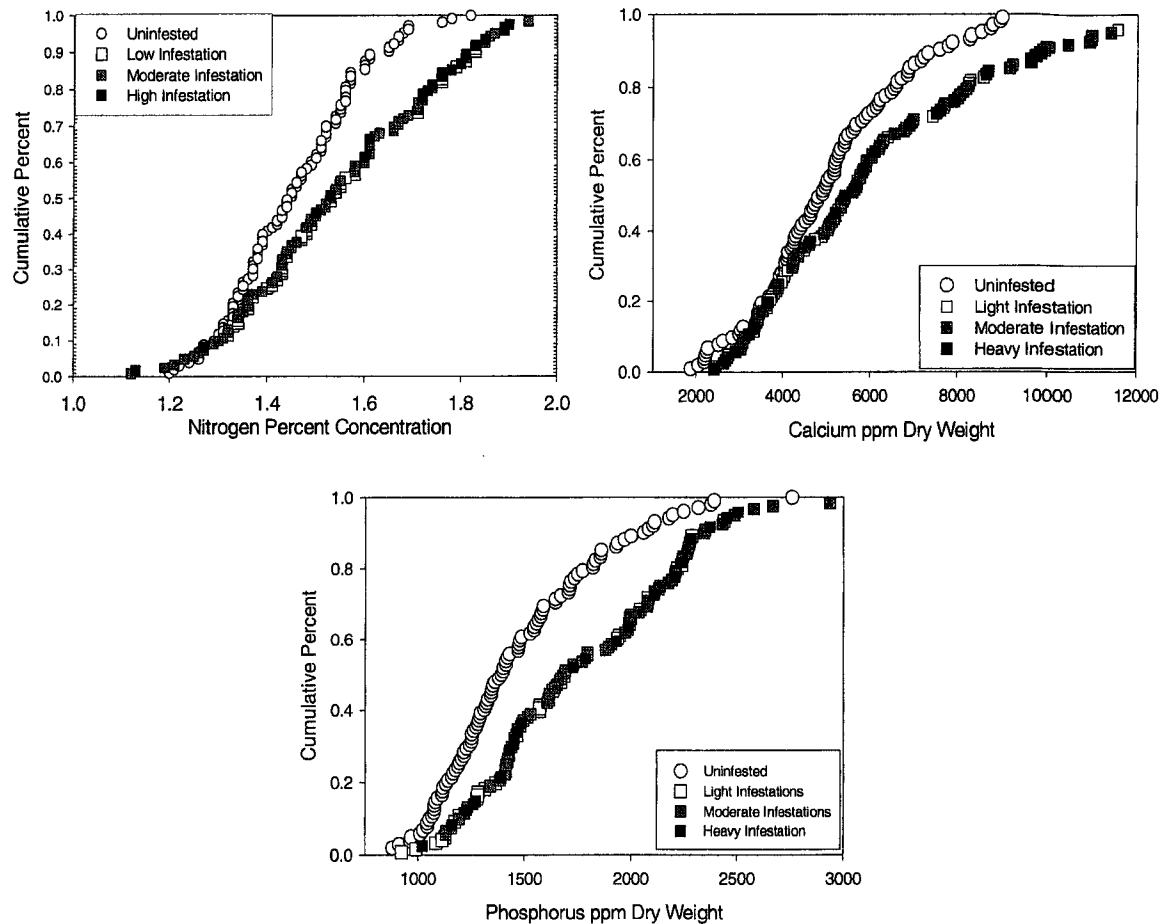 Uninfested
Low Infestation
Moderate Infestation
High Infestation
Cumulative Percent
1.0
0.9
0.8
0.7
0.6
0.5
0.4
0.3
0.2
0.1
0.0
1.0 1.2 1.4 1.6 1.8 2.0
Nitrogen Percent Concentration
Cumulative Percent
1.0
0.8
0.6
0.4
0.2
0.0
Uninfested
Light Infestation
Moderate Infestation
Heavy Infestation
2000 4000 6000 8000 10000 12000
Calcium ppm Dry Weight
Cumulative Percent
1.0
0.8
0.6
0.4
0.2
0.0
Uninfested
Light Infestations
Moderate Infestations
Heavy Infestation
1000 1500 2000 2500 3000
Phosphorus ppm Dry Weight